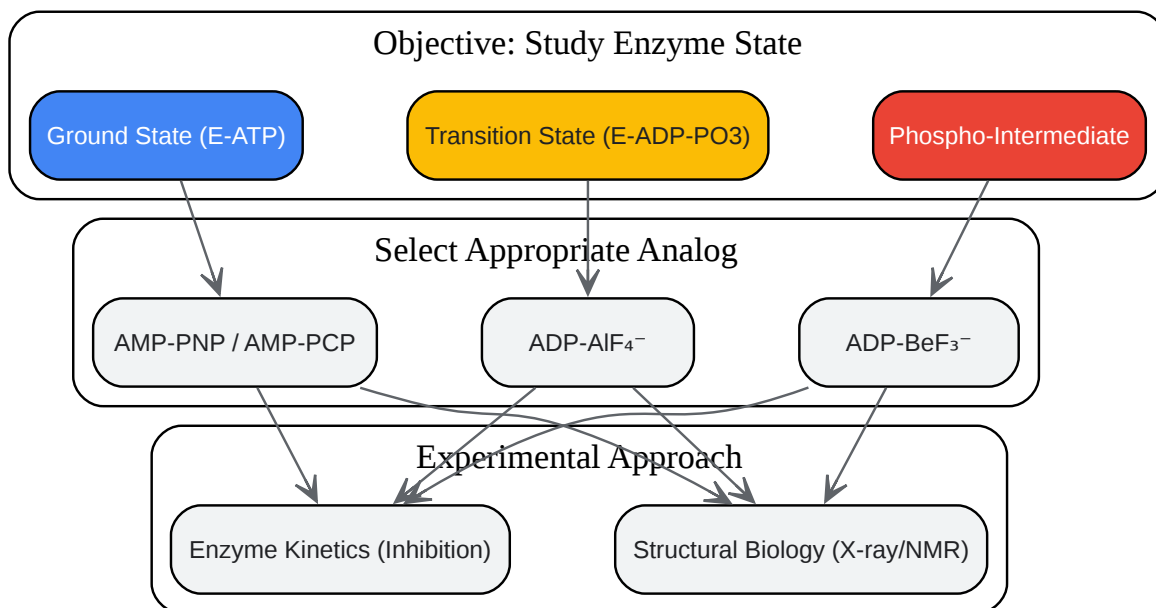 Objective: Study Enzyme State
Ground State (E-ATP)
Transition State (E-ADP-PO3)
Phospho-Intermediate
Select Appropriate Analog
AMP-PNP / AMP-PCP
ADP-AlF₄⁻
ADP-BeF₃⁻
Experimental Approach
Enzyme Kinetics (Inhibition)
Structural Biology (X-ray/NMR)